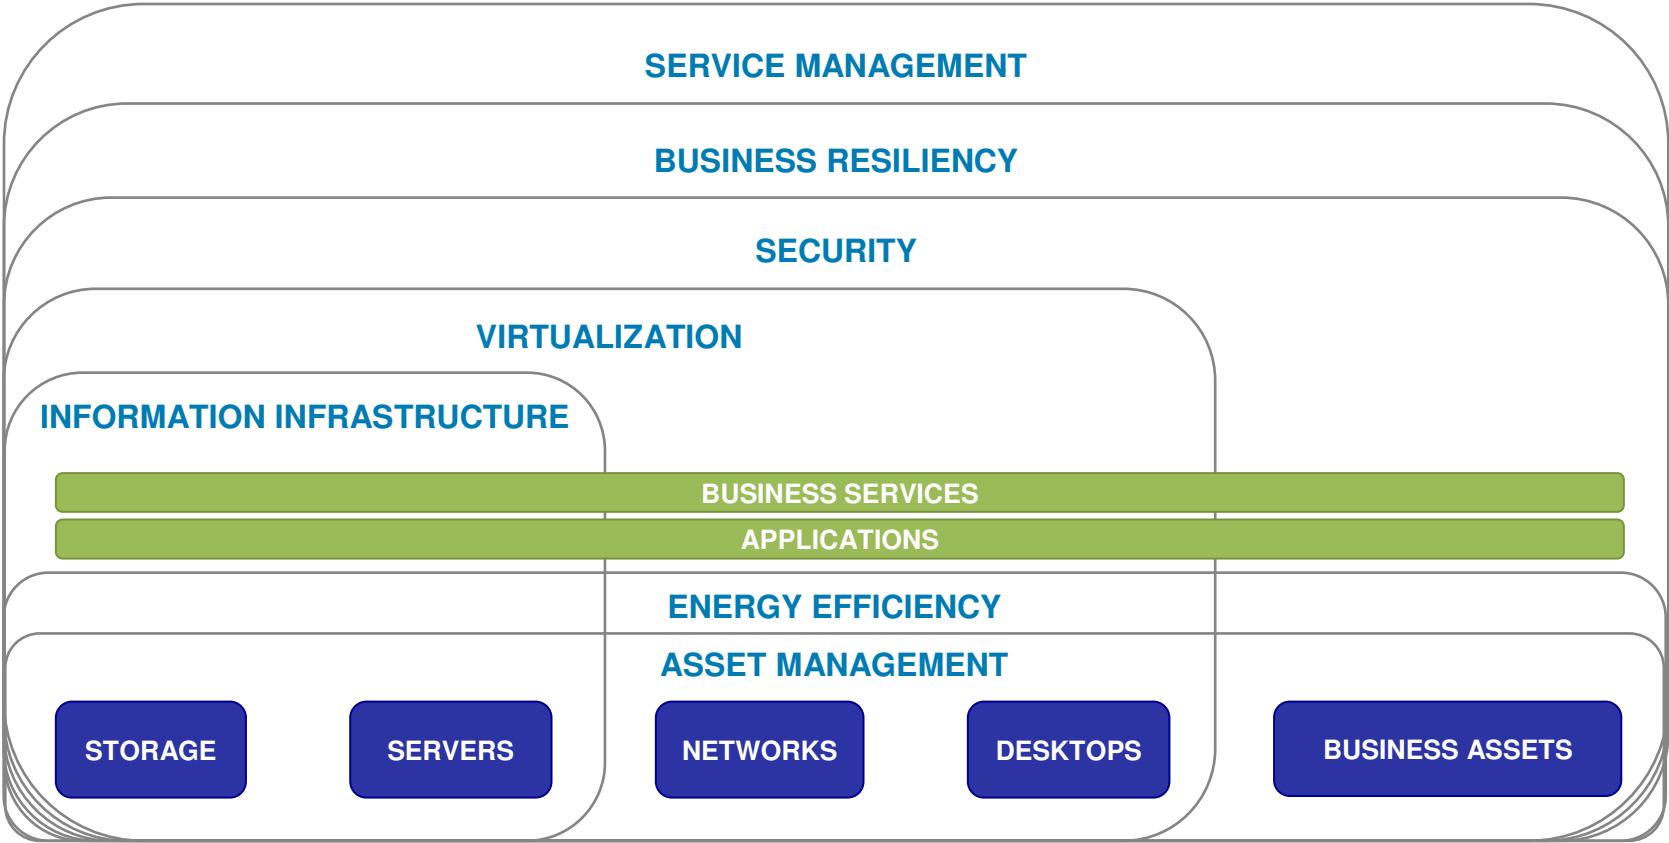 SERVICE MANAGEMENT
BUSINESS RESILIENCY
SECURITY
VIRTUALIZATION
INFORMATION INFRASTRUCTURE
BUSINESS SERVICES
APPLICATIONS
ENERGY EFFICIENCY
ASSET MANAGEMENT
STORAGE
SERVERS
NETWORKS
DESKTOPS
BUSINESS ASSETS